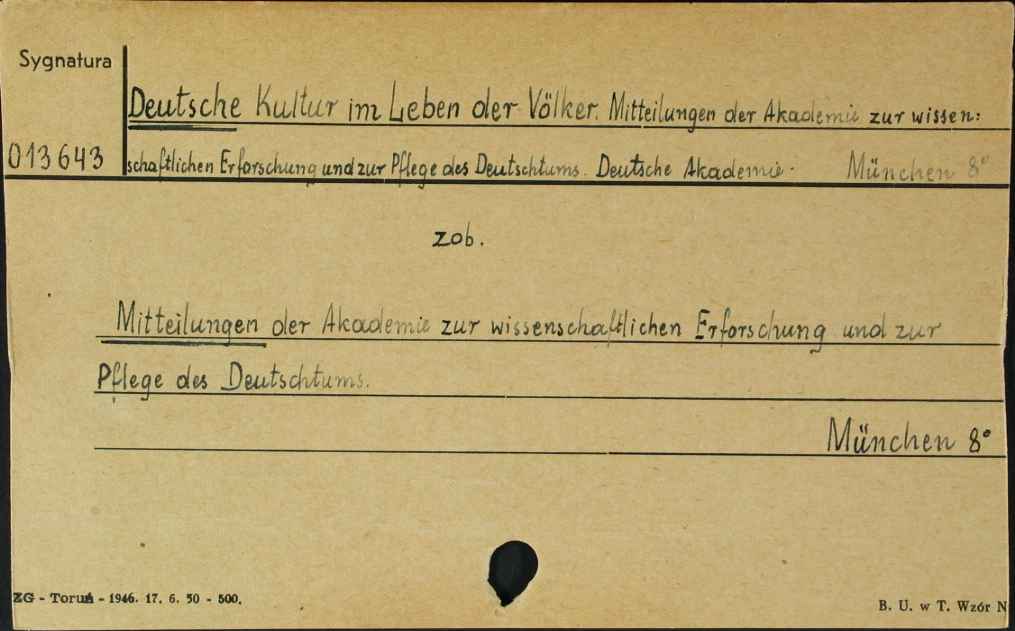 Sygnatura
Deutsche Kultur im Leben der Völker. Mitteilungen der Akademie zur wissen:
013643 schaftlichen Erforschung und zur Pflege des Deutschtums. Deutsche Akademie. München 8°
zob.
Mitteilungen der Akademie zur wissenschaftlichen Erforschung und zur
Pflege des Deutschtums.
München 8°
ZG - Toruń - 1946. 17. 6. 50 - 500. B. U. w T. Wzór N